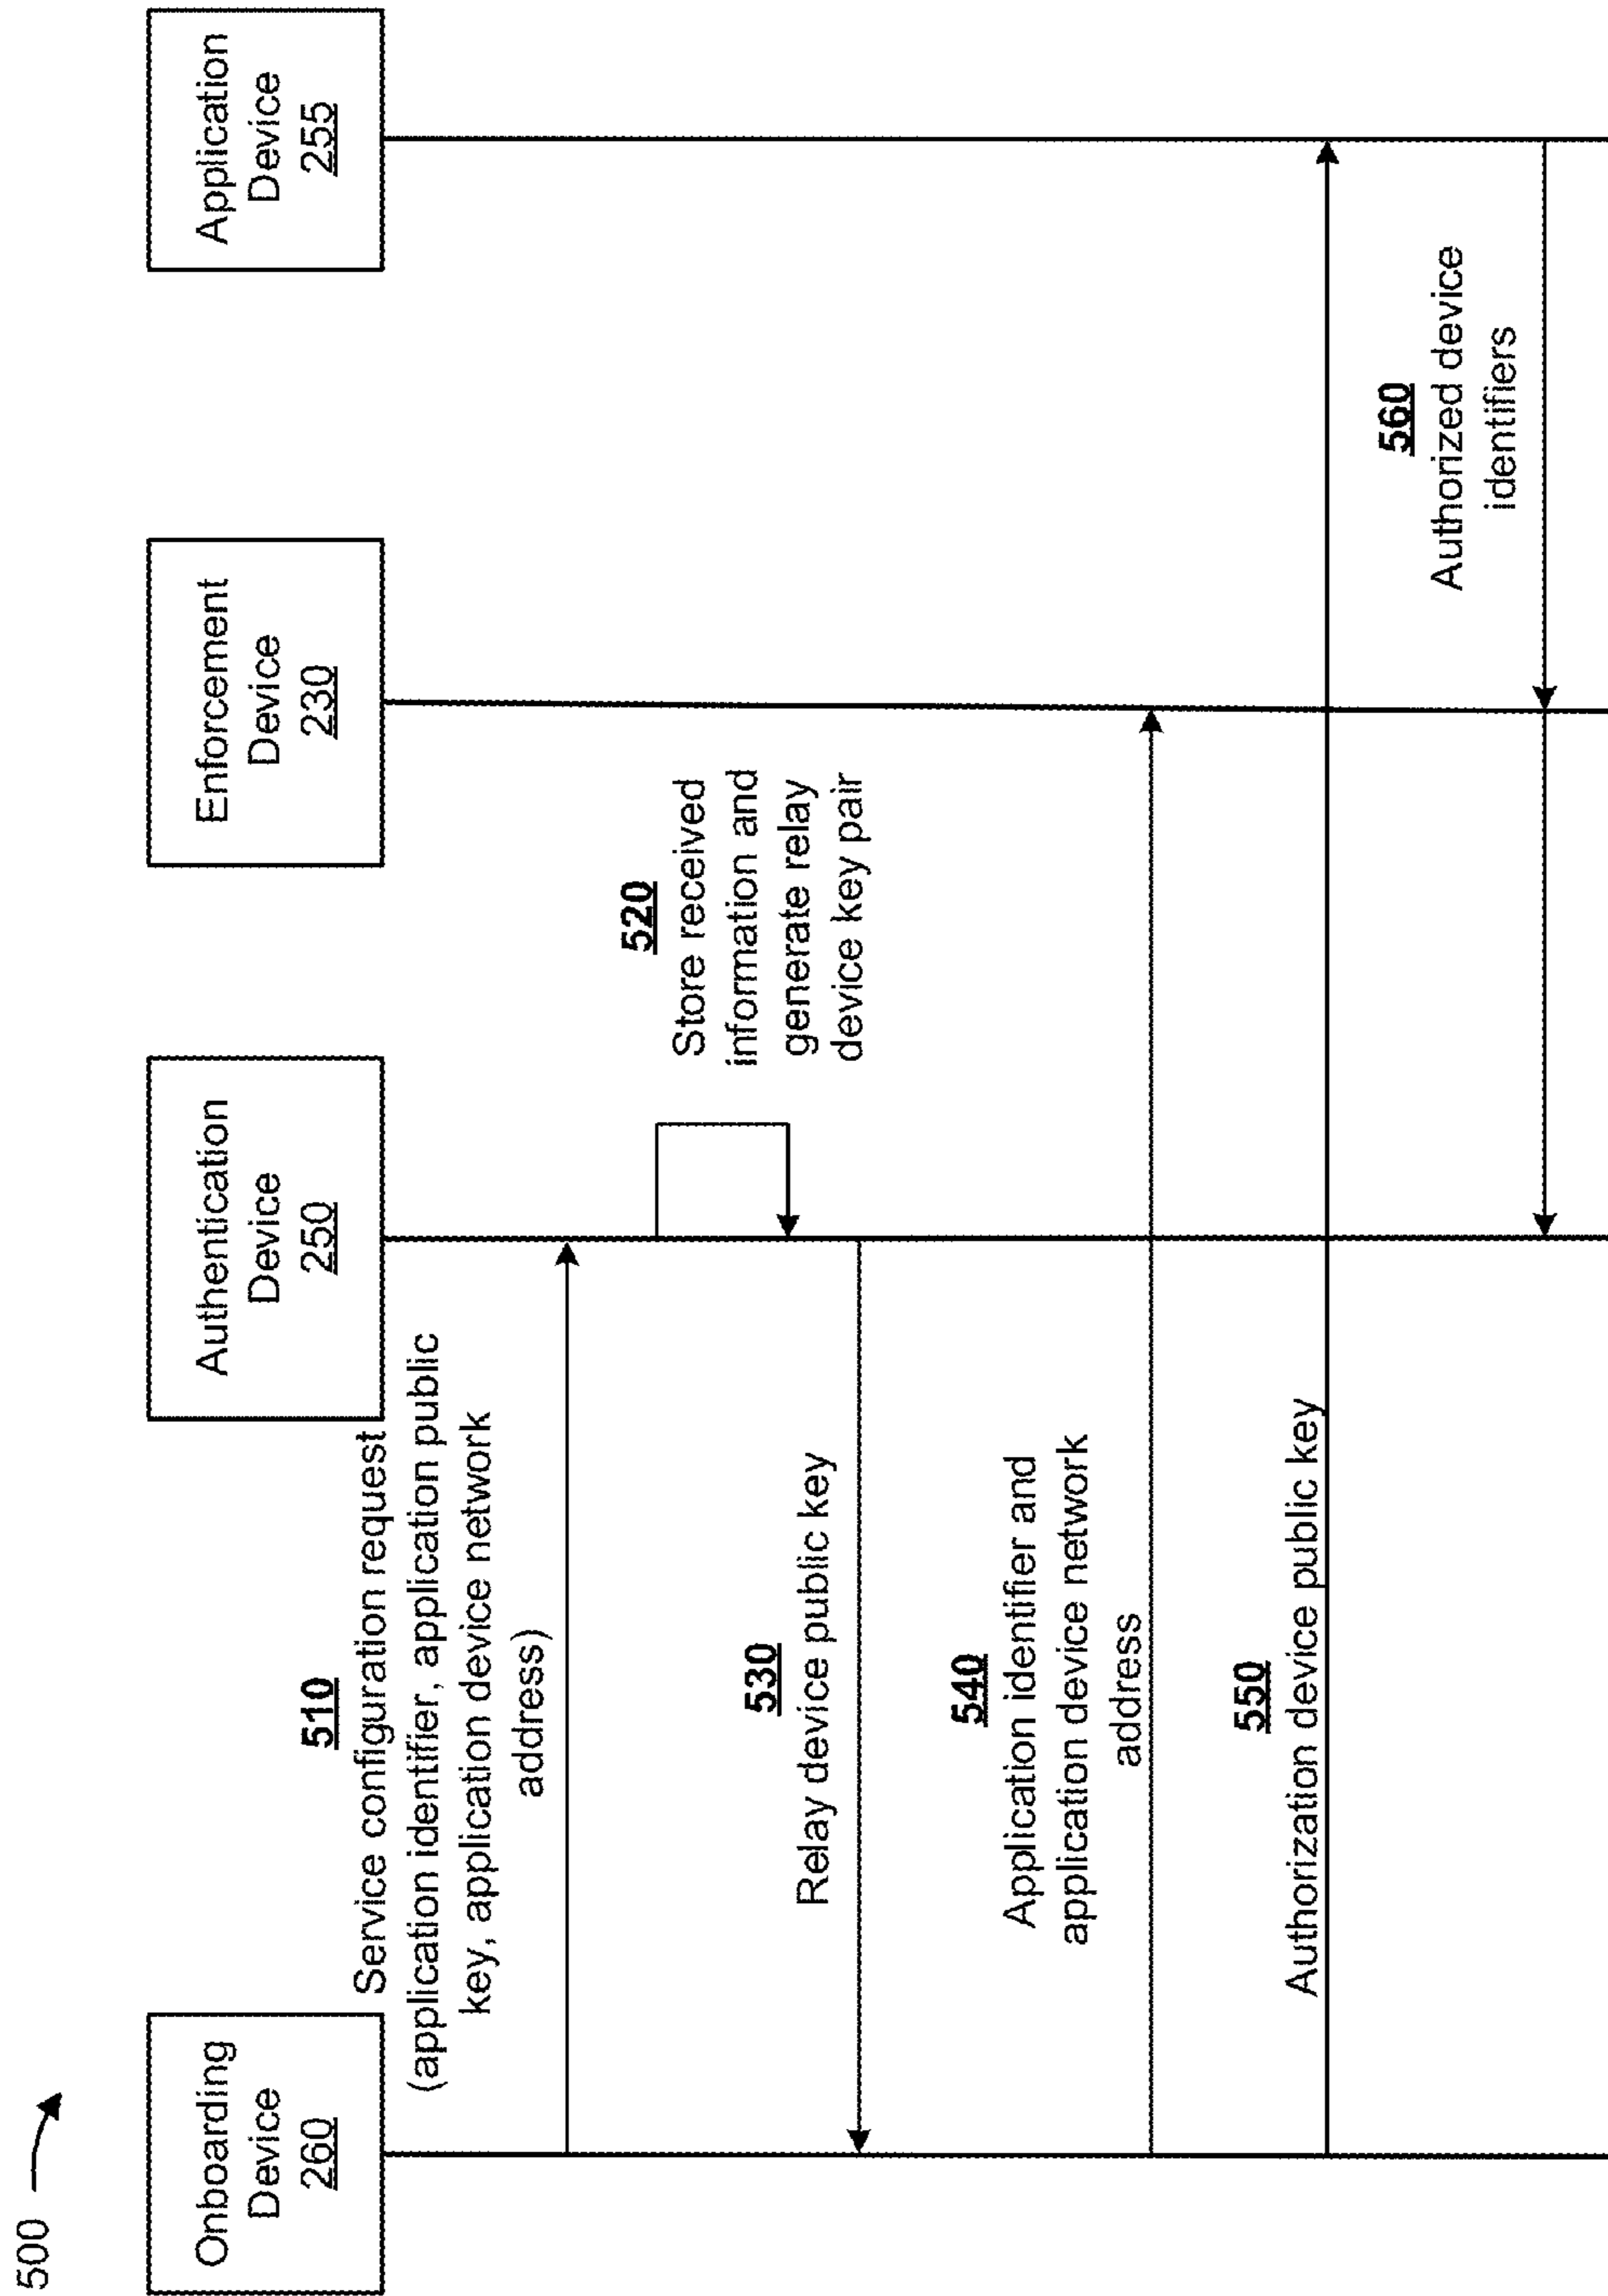 500
Onboarding
Device
260
Authentication
Device
250
Enforcement
Device
230
Application
Device
255
510
Service configuration request
(application identifier, application public
key, application device network
address)
520
Store received
information and
generate relay
device key pair
530
Relay device public key
540
Application identifier and
application device network
address
550
Authorization device public key
560
Authorized device
identifiers